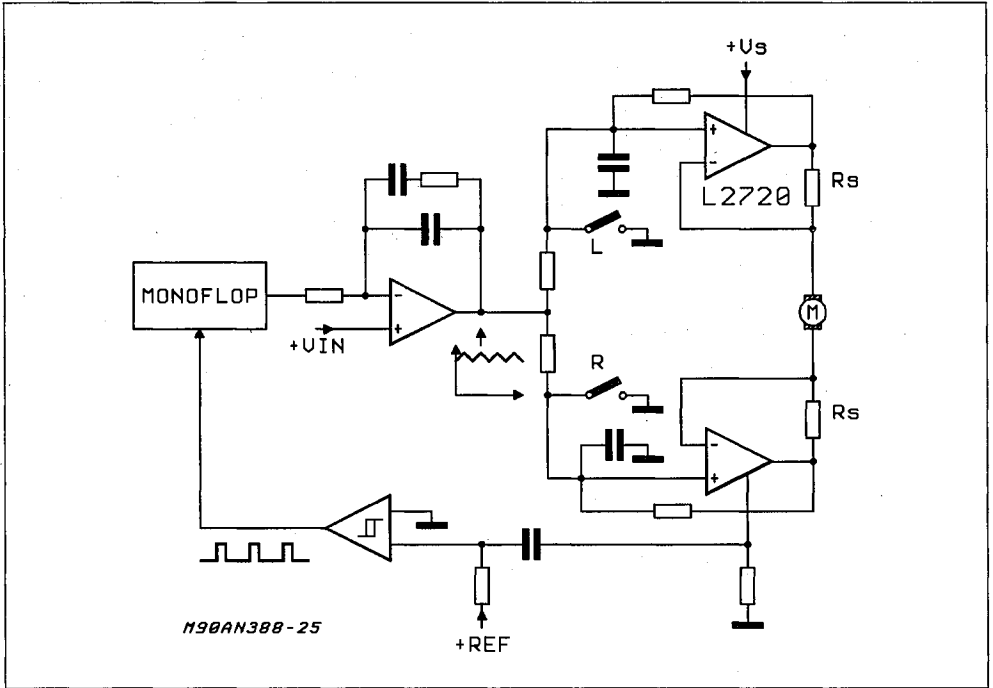 +Vs
+
-
Rs
L2720
L
MONOFLOP
-
+
+VIN
M
R
Rs
-
+
+REF
M90AN388-25